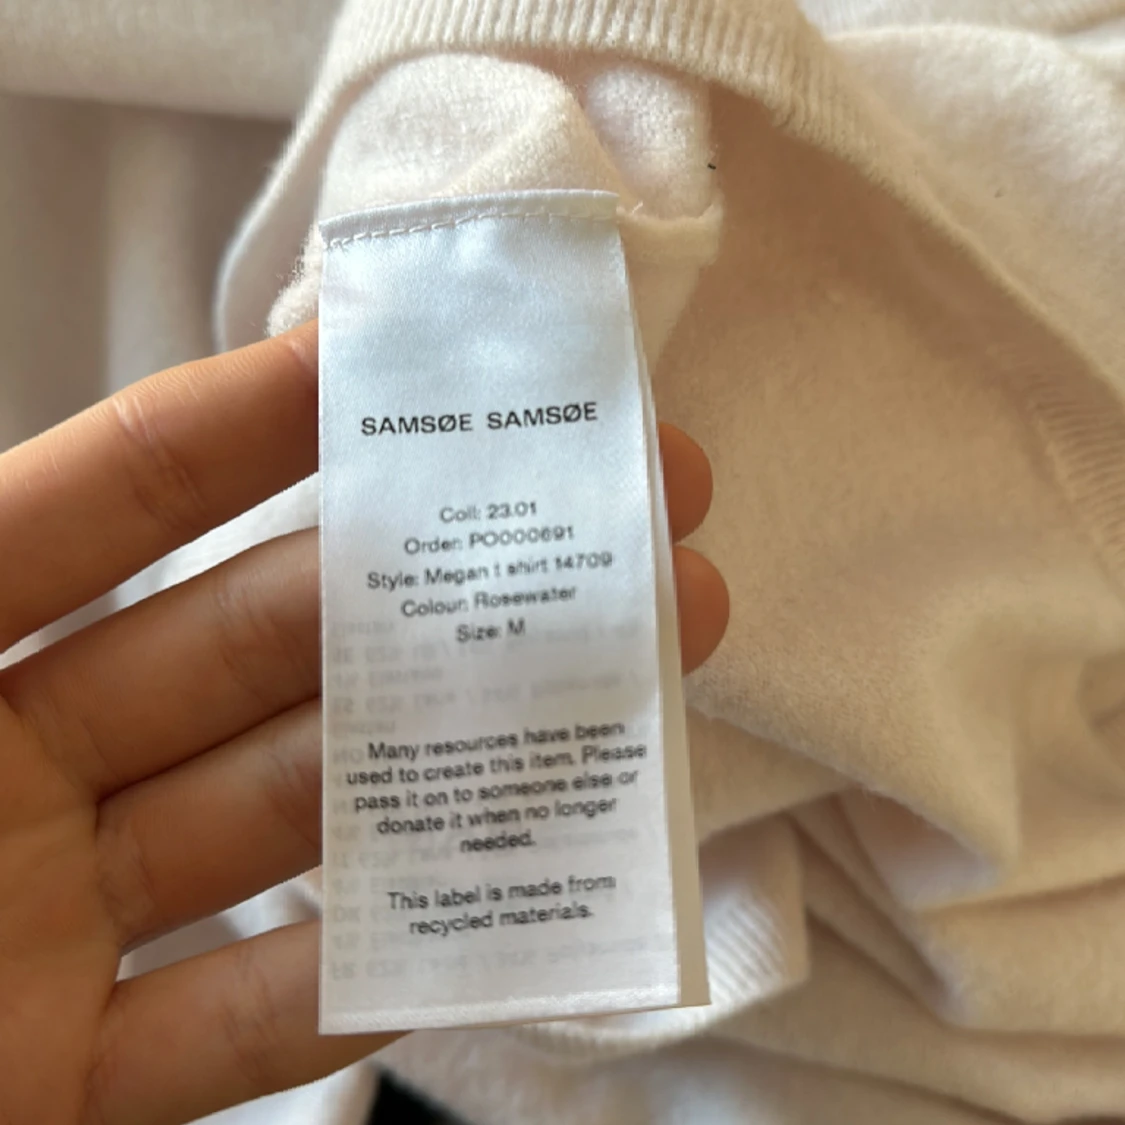 SAMSØE SAMSØE
Coll: 23.01
Order: PO000691
Style: Megan t shirt 14709
Colour: Rosewater
Size: M
Many resources have been
used to create this item. Please
pass it on to someone else or
donate it when no longer
needed.
This label is made from
recycled materials.